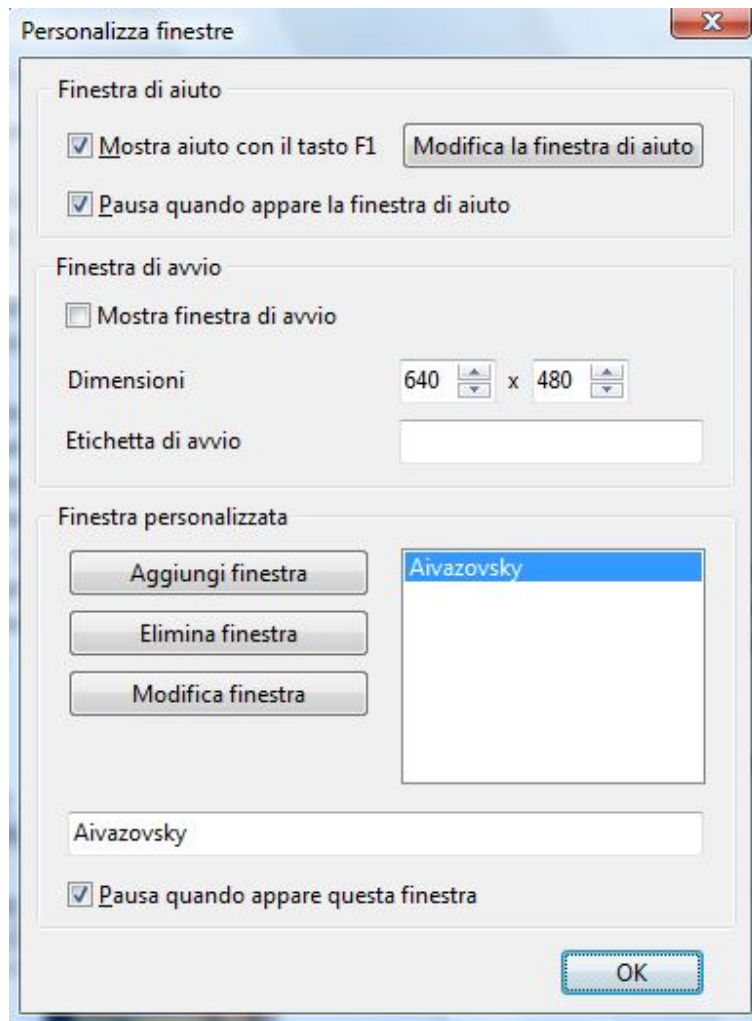 Personalizza finestre
Finestra di aiuto
Mostra aiuto con il tasto F1 Modifica la finestra di aiuto
Pausa quando appare la finestra di aiuto
Finestra di avvio
Mostra finestra di avvio
Dimensioni 640 x 480
Etichetta di avvio
Finestra personalizzata
Aggiungi finestra Aivazovsky
Elimina finestra
Modifica finestra
Aivazovsky
Pausa quando appare questa finestra
OK